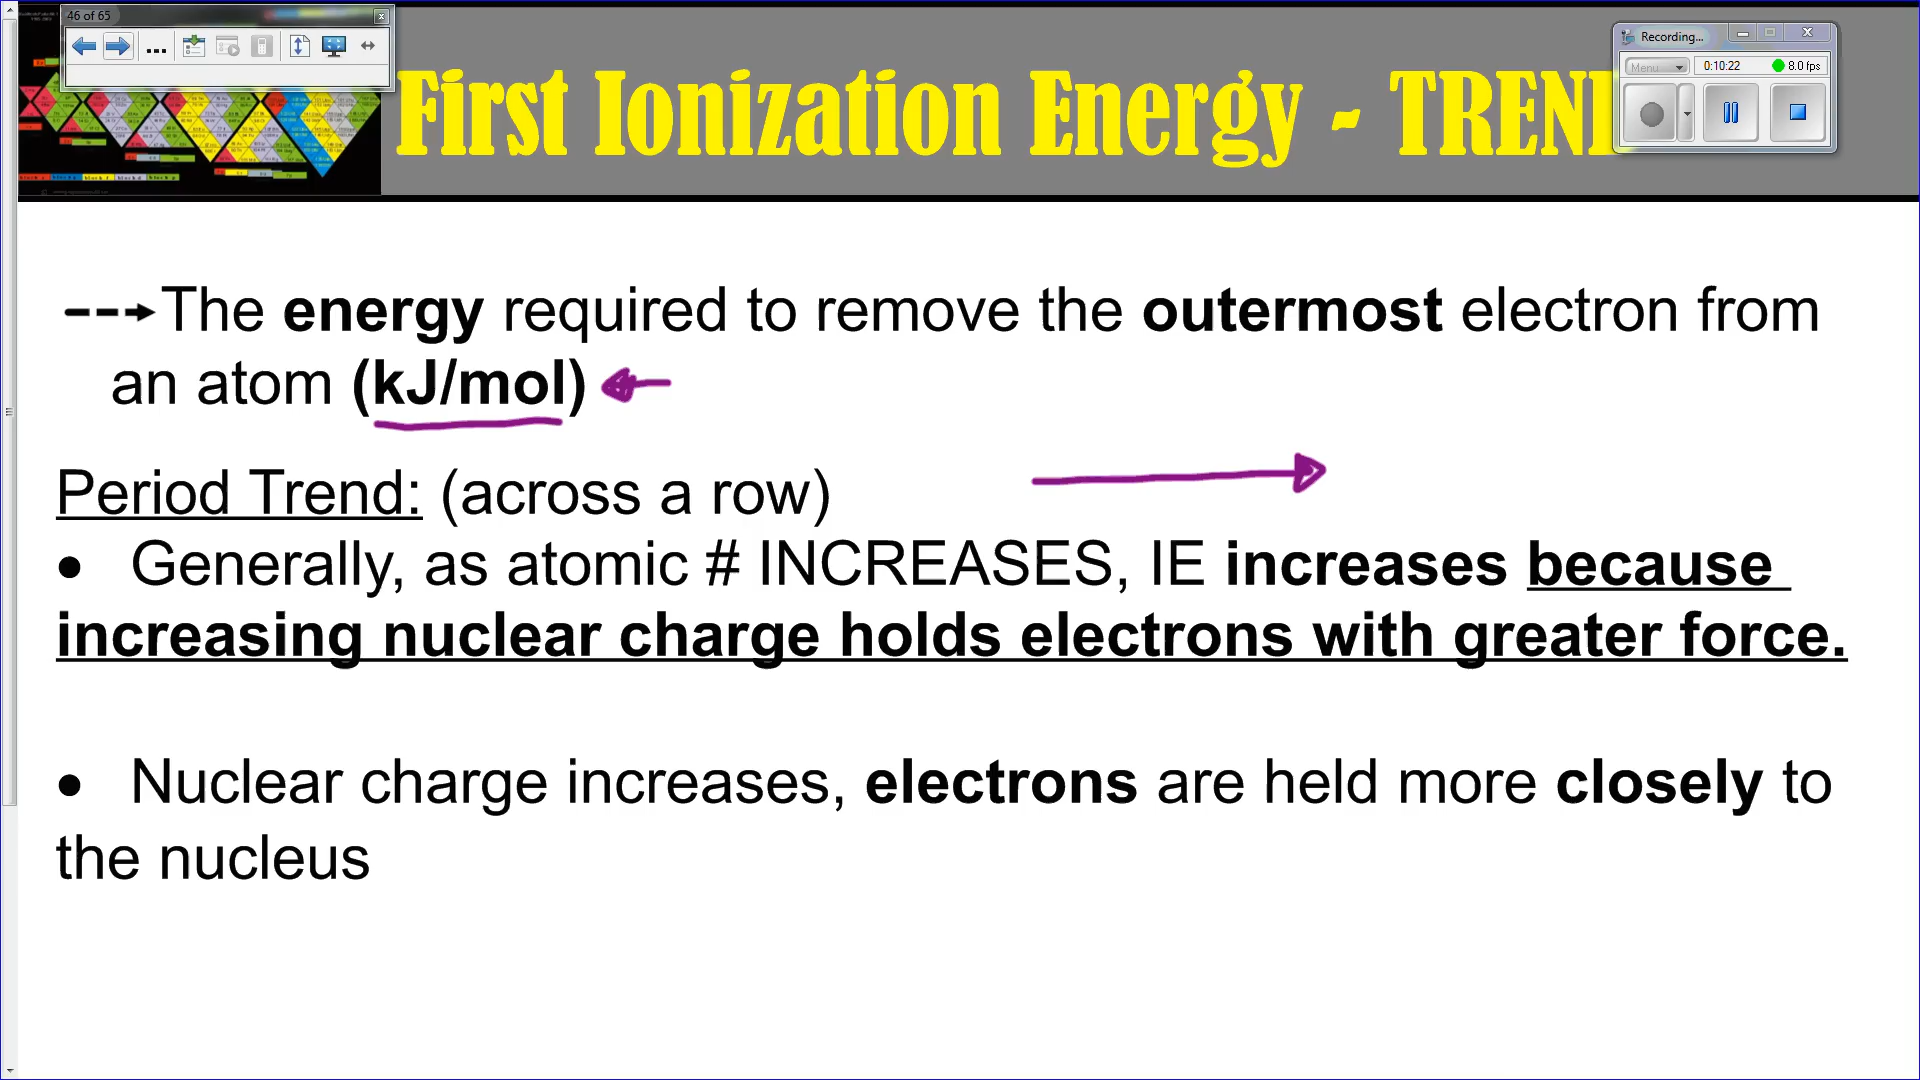 46 of 65
First Ionization Energy - TREND
Recording...
Menu
0:10:22
8.0 fps
The energy required to remove the outermost electron from
an atom (kJ/mol)
Period Trend: (across a row)
• Generally, as atomic # INCREASES, IE increases because
increasing nuclear charge holds electrons with greater force.
• Nuclear charge increases, electrons are held more closely to
the nucleus